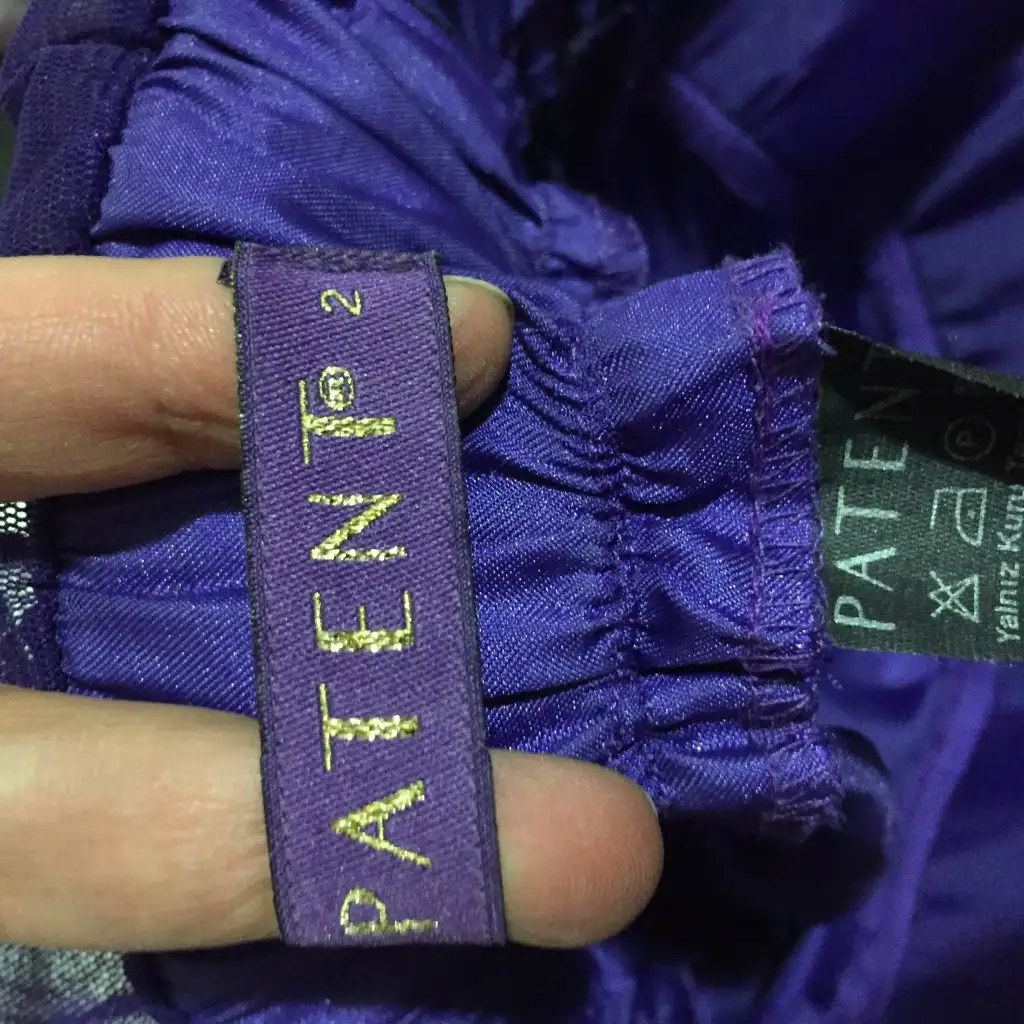 PATENT® 2
PATENT
P
Yalnız Kuru